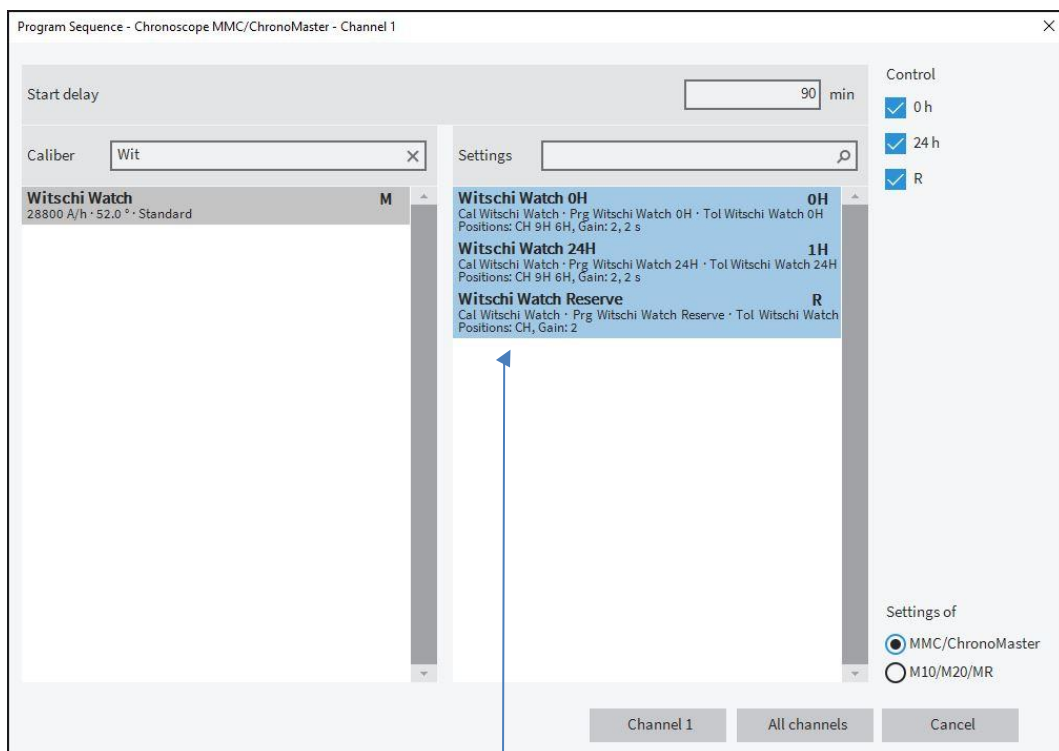 Program Sequence - Chronoscope MMC/ChronoMaster - Channel 1
Start delay
90 min
Caliber
Wit
Witschi Watch M
28800 A/h · 52.0 ° · Standard
Settings
Witschi Watch 0H 0H
Cal Witschi Watch · Prg Witschi Watch 0H · Tol Witschi Watch 0H
Positions: CH 9H 6H, Gain: 2, 2 s
Witschi Watch 24H 1H
Cal Witschi Watch · Prg Witschi Watch 24H · Tol Witschi Watch 24H
Positions: CH 9H 6H, Gain: 2, 2 s
Witschi Watch Reserve R
Cal Witschi Watch · Prg Witschi Watch Reserve · Tol Witschi Watch
Positions: CH, Gain: 2
Control
0 h
24 h
R
Settings of
MMC/ChronoMaster
M10/M20/MR
Channel 1
All channels
Cancel